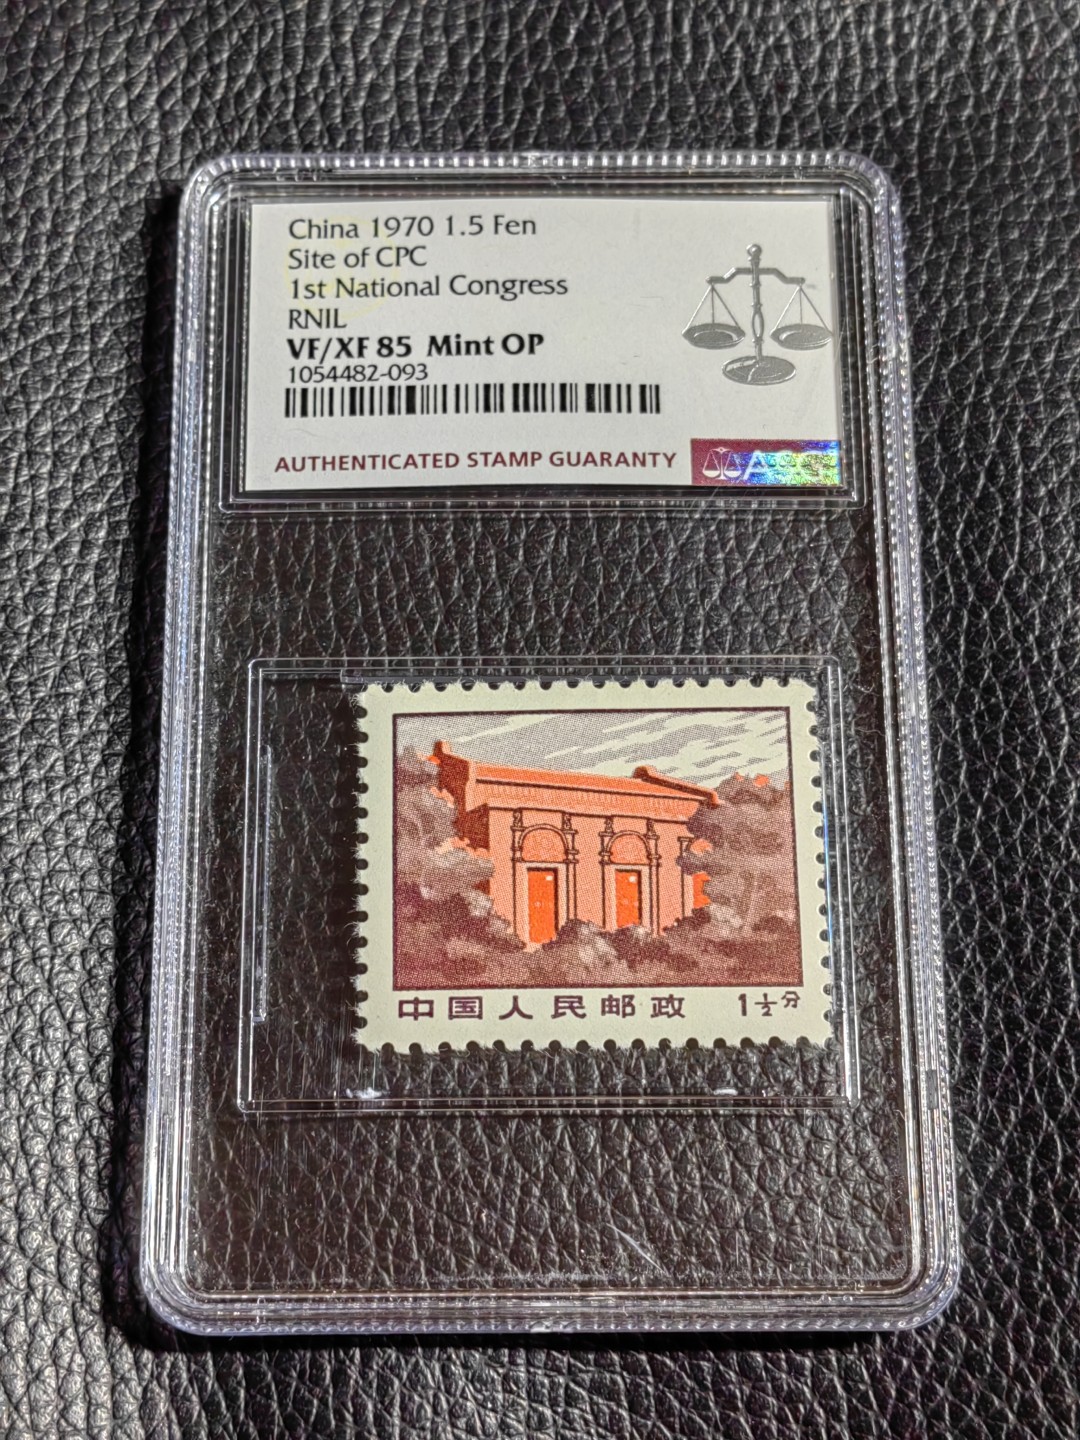 China 1970 1.5 Fen
Site of CPC
1st National Congress
RNIL
VF/XF 85 Mint OP
1054482-093
AUTHENTICATED STAMP GUARANTY
中国人民邮政 1½分